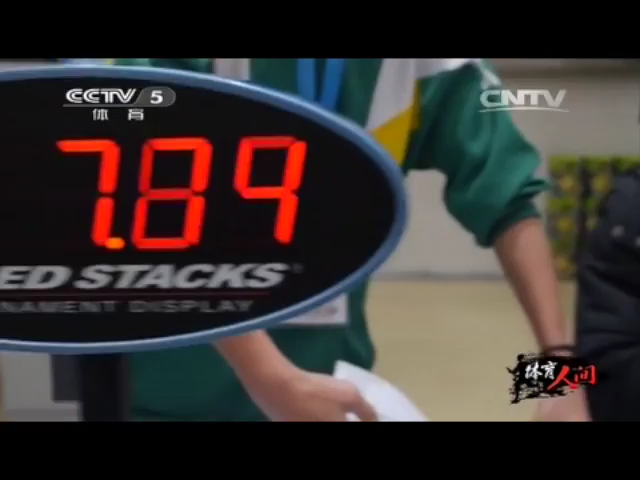 CCTV 5
体育
CNTV
7.89
ED STACKS
NAMENT DISPLAY
体育人间